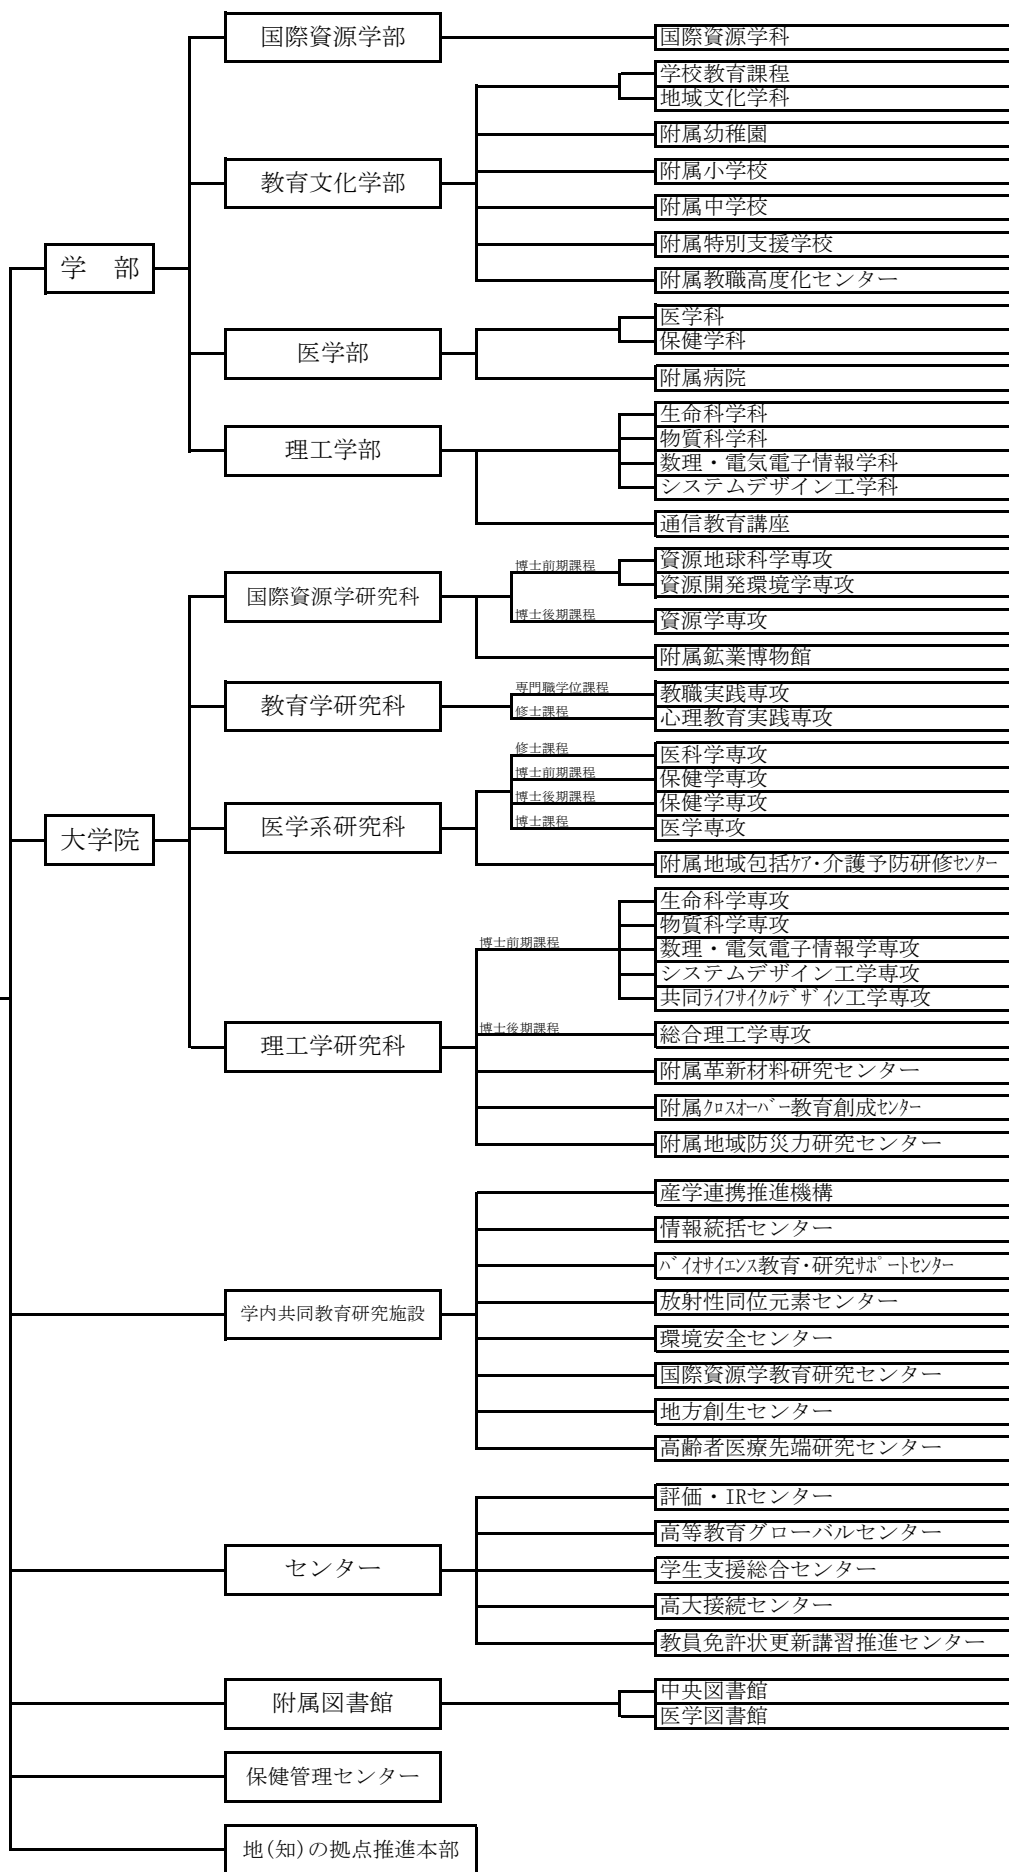 国際資源学部
国際資源学科
学校教育課程
地域文化学科
附属幼稚園
附属小学校
教育文化学部
附属中学校
附属特別支援学校
学　部
附属教職高度化センター
医学科
保健学科
医学部
附属病院
生命科学科
物質科学科
理工学部
数理・電気電子情報学科
システムデザイン工学科
通信教育講座
博士前期課程
資源地球科学専攻
資源開発環境学専攻
国際資源学研究科
博士後期課程
資源学専攻
附属鉱業博物館
専門職学位課程
教職実践専攻
教育学研究科
修士課程
心理教育実践専攻
修士課程
医科学専攻
博士前期課程
保健学専攻
博士後期課程
保健学専攻
医学系研究科
博士課程
医学専攻
大学院
附属地域包括ｹｱ・介護予防研修ｾﾝﾀｰ
生命科学専攻
物質科学専攻
博士前期課程
数理・電気電子情報学専攻
システムデザイン工学専攻
共同ﾗｲﾌｻｲｸﾙﾃﾞｻﾞｲﾝ工学専攻
博士後期課程
総合理工学専攻
理工学研究科
附属革新材料研究センター
附属ｸﾛｽｵｰﾊﾞｰ教育創成ｾﾝﾀｰ
附属地域防災力研究センター
産学連携推進機構
情報統括センター
ﾊﾞｲｵｻｲｴﾝｽ教育・研究ｻﾎﾟｰﾄｾﾝﾀｰ
放射性同位元素センター
学内共同教育研究施設
環境安全センター
国際資源学教育研究センター
地方創生センター
高齢者医療先端研究センター
評価・IRセンター
高等教育グローバルセンター
センター
学生支援総合センター
高大接続センター
教員免許状更新講習推進センター
附属図書館
中央図書館
医学図書館
保健管理センター
地(知)の拠点推進本部